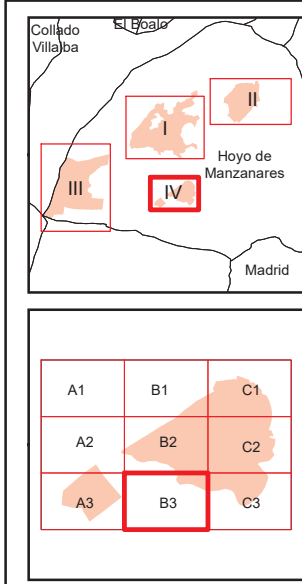 Collado
Villalba
El Boalo
I
II
Hoyo de
Manzanares
III
IV
Madrid
A1
B1
C1
A2
B2
C2
A3
B3
C3